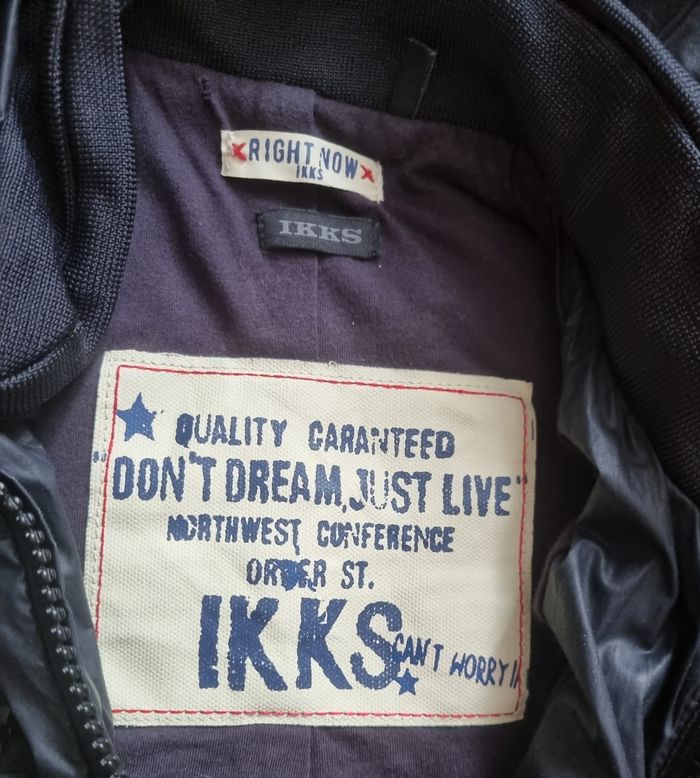 RIGHT NOW
IKKS
IKKS
QUALITY GARANTEED
"DON'T DREAM, JUST LIVE"
NORTHWEST CONFERENCE
ORDER ST.
IKKS
CAN'T WORRY